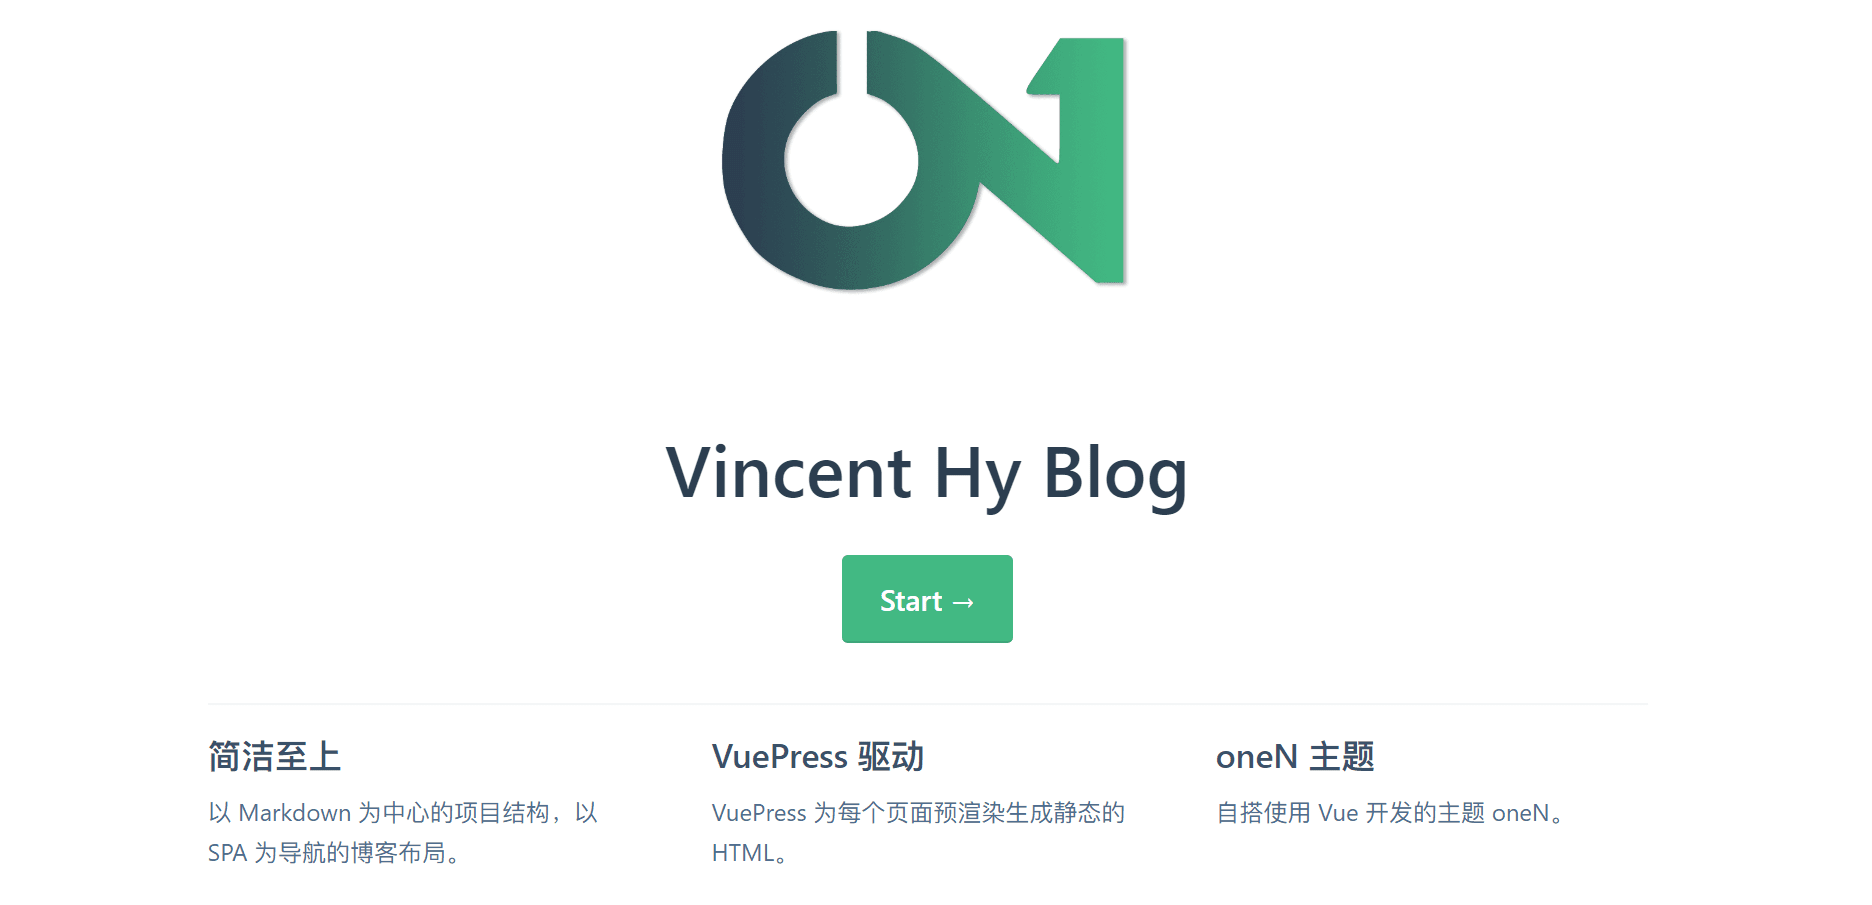 Vincent Hy Blog
Start →
简洁至上
以 Markdown 为中心的项目结构，以
SPA 为导航的博客布局。
VuePress 驱动
VuePress 为每个页面预渲染生成静态的
HTML。
oneN 主题
自搭使用 Vue 开发的主题 oneN。